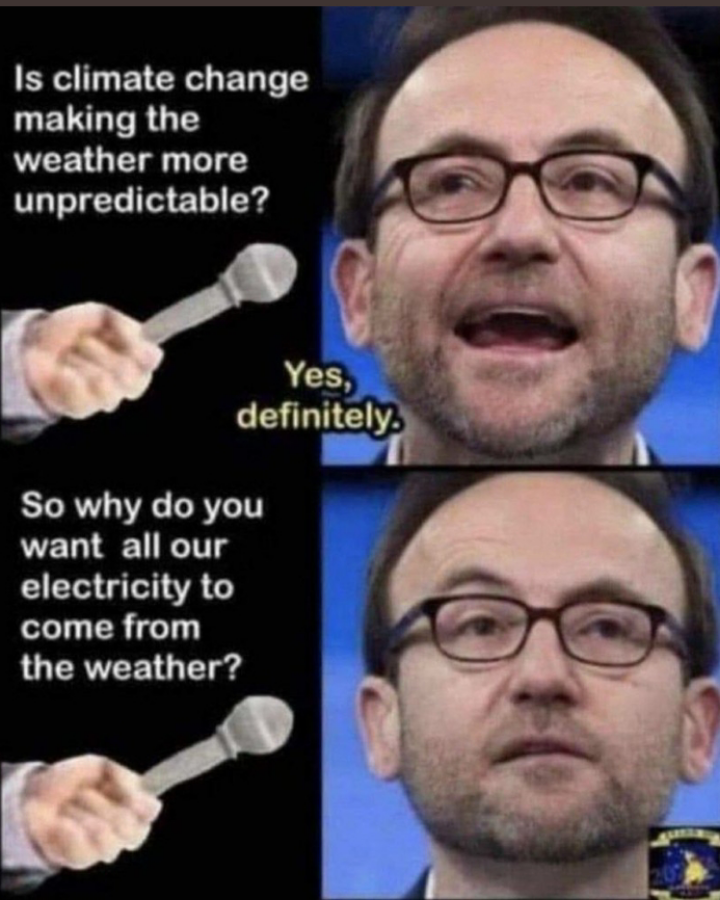 Is climate change
making the
weather more
unpredictable?
Yes,
definitely.
So why do you
want all our
electricity to
come from
the weather?